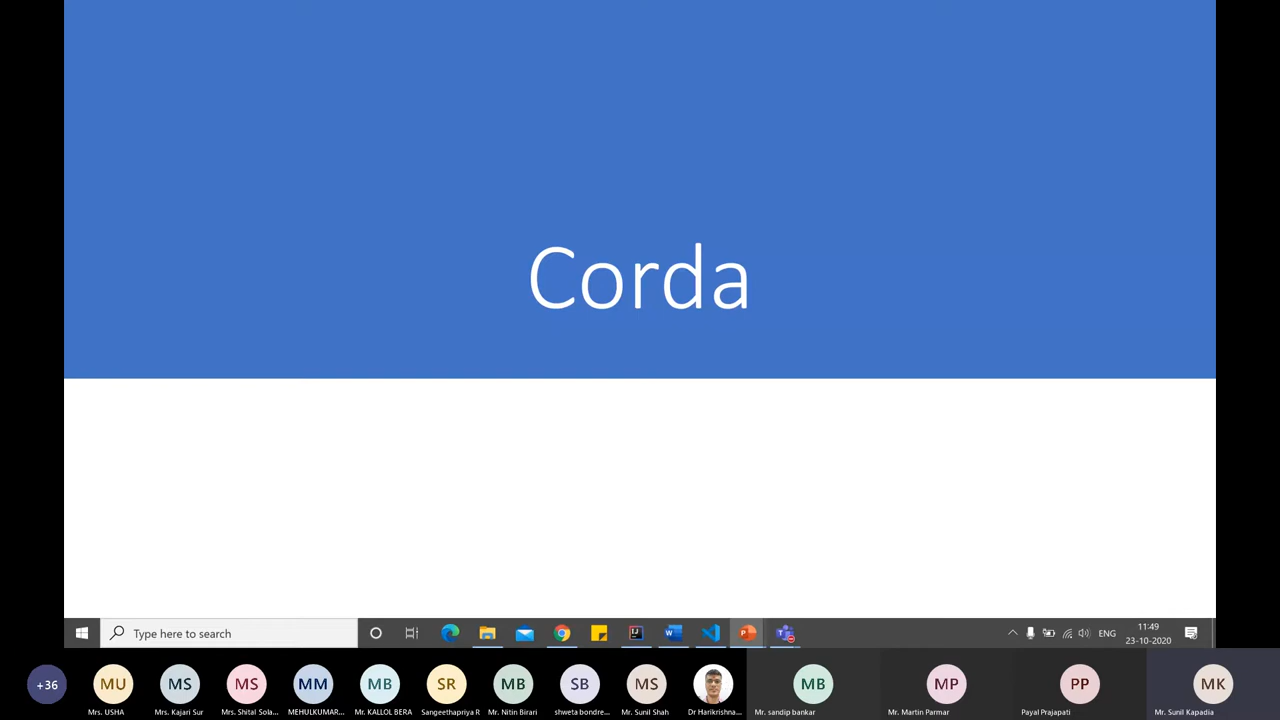 Corda
Type here to search
ENG
11:49
23-10-2020
+36
MU
MS
MS
MM
MB
SR
MB
SB
MS
MB
MP
PP
MK
Mrs. USHA
Mrs. Kajari Sur
Mrs. Shital Sola...
MEHULKUMAR...
Mr. KALLOL BERA
Sangeethapriya R
Mr. Nitin Birari
shweta bondre...
Mr. Sunil Shah
Dr Harikrishna...
Mr. sandip bankar
Mr. Martin Parmar
Payal Prajapati
Mr. Sunil Kapadia